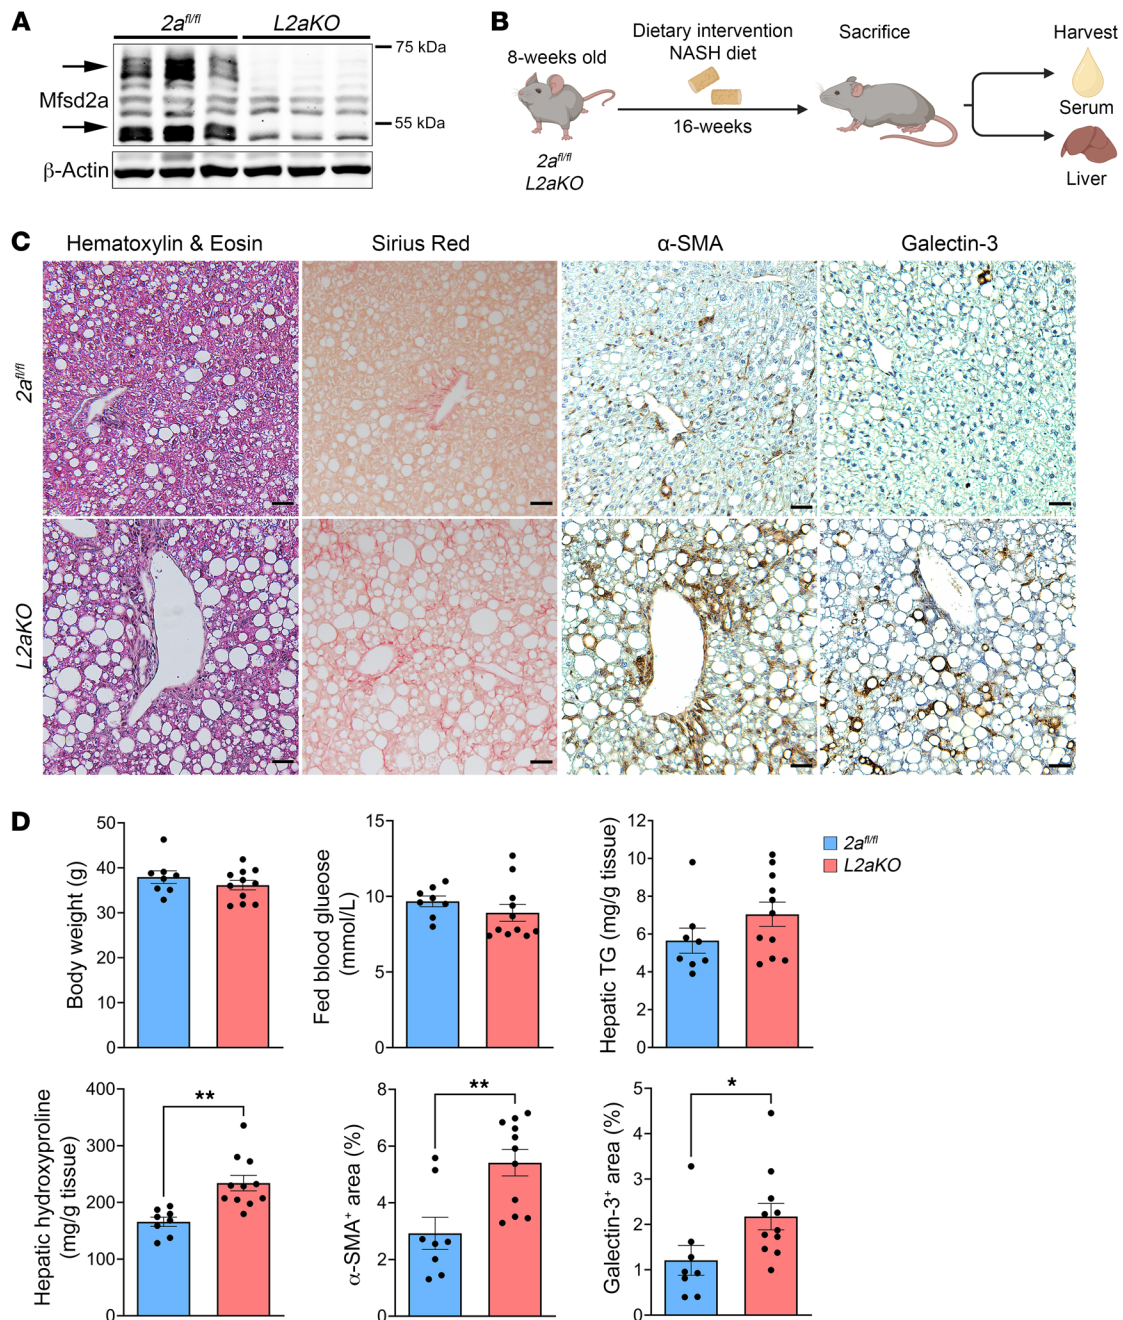 A
2a^fl/fl
L2aKO
75 kDa
Mfsd2a
55 kDa
β-Actin
B
8-weeks old
Dietary intervention
NASH diet
Sacrifice
Harvest
16-weeks
Serum
2a^fl/fl
L2aKO
Liver
C
Hematoxylin & Eosin
Sirius Red
α-SMA
Galectin-3
2a^fl/fl
L2aKO
D
Body weight (g)
50
40
30
20
10
0
Fed blood glueose
(mmol/L)
15
10
5
0
Hepatic TG (mg/g tissue)
12
10
8
6
4
2
0
2a^fl/fl
L2aKO
Hepatic hydroxyproline
(mg/g tissue)
400
300
200
100
0
**
α-SMA⁺ area (%)
8
6
4
2
0
**
Galectin-3⁺ area (%)
5
4
3
2
1
0
*